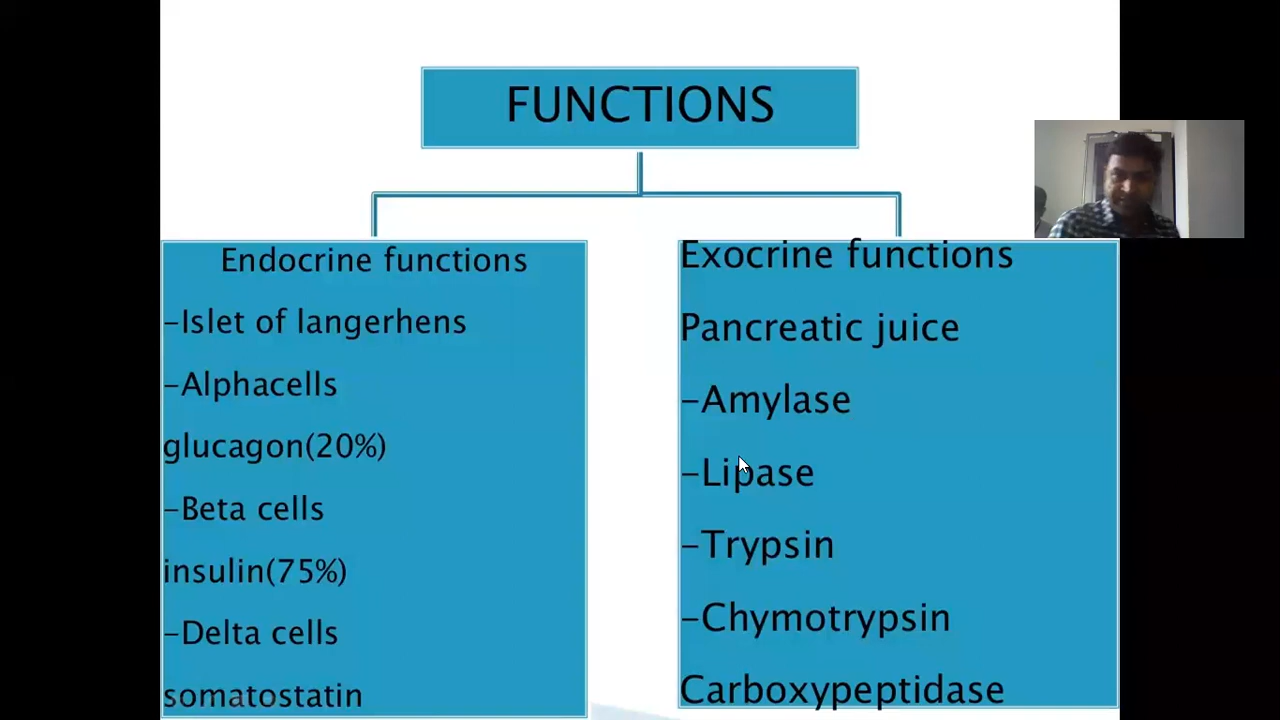 FUNCTIONS
Endocrine functions
-Islet of langerhens
-Alphacells
glucagon(20%)
-Beta cells
insulin(75%)
-Delta cells
somatostatin
Exocrine functions
Pancreatic juice
-Amylase
-Lipase
-Trypsin
-Chymotrypsin
Carboxypeptidase